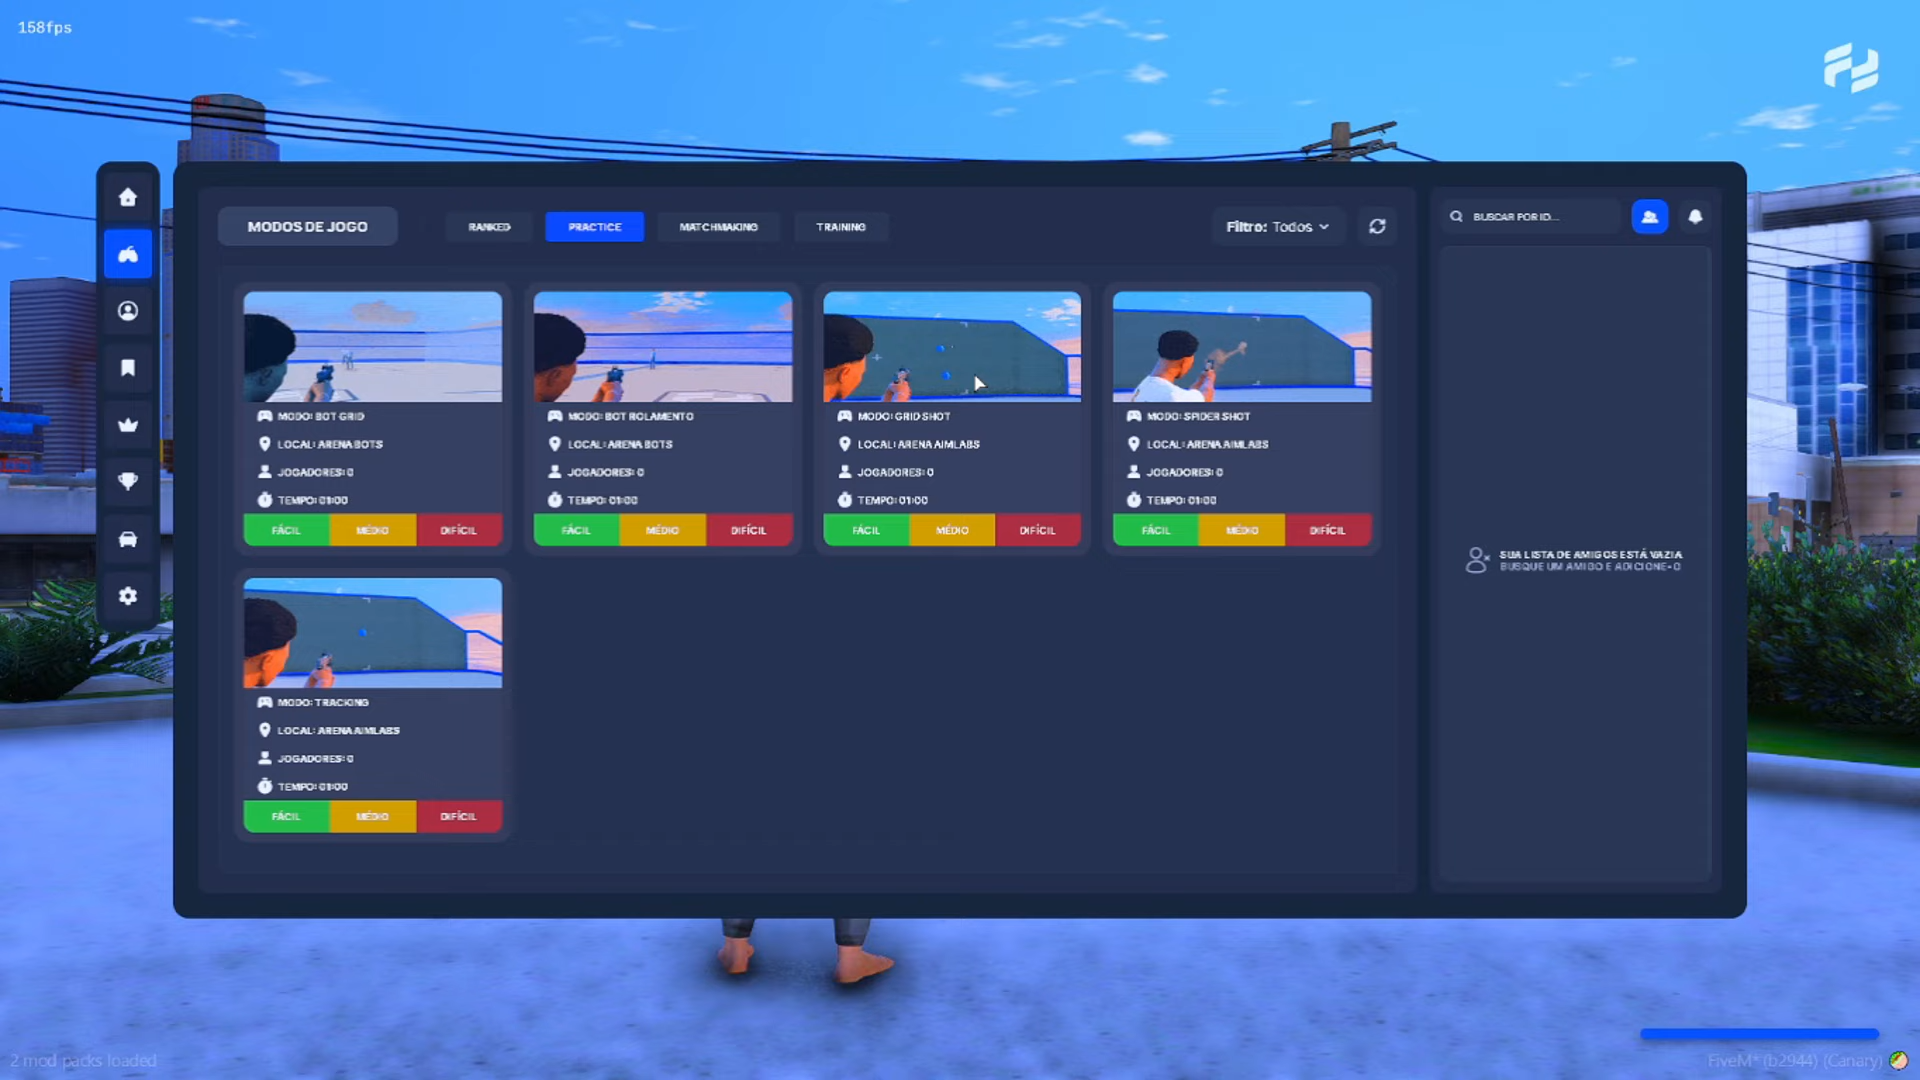 158fps
MODOS DE JOGO
RANKED
PRACTICE
MATCHMAKING
TRAINING
Filtro: Todos
BUSCAR POR ID...
MODO: BOT GRID
LOCAL: ARENA BOTS
JOGADORES: 0
TEMPO: 01:00
FÁCIL MÉDIO DIFÍCIL
MODO: BOT ROLAMENTO
LOCAL: ARENA BOTS
JOGADORES: 0
TEMPO: 01:00
FÁCIL MÉDIO DIFÍCIL
MODO: GRID SHOT
LOCAL: ARENA AIMLABS
JOGADORES: 0
TEMPO: 01:00
FÁCIL MÉDIO DIFÍCIL
MODO: SPIDER SHOT
LOCAL: ARENA AIMLABS
JOGADORES: 0
TEMPO: 01:00
FÁCIL MÉDIO DIFÍCIL
MODO: TRACKING
LOCAL: ARENA AIMLABS
JOGADORES: 0
TEMPO: 01:00
FÁCIL MÉDIO DIFÍCIL
SUA LISTA DE AMIGOS ESTÁ VAZIA
BUSQUE UM AMIGO E ADICIONE-O
2 mod packs loaded
FiveM* (b2944) (Canary)